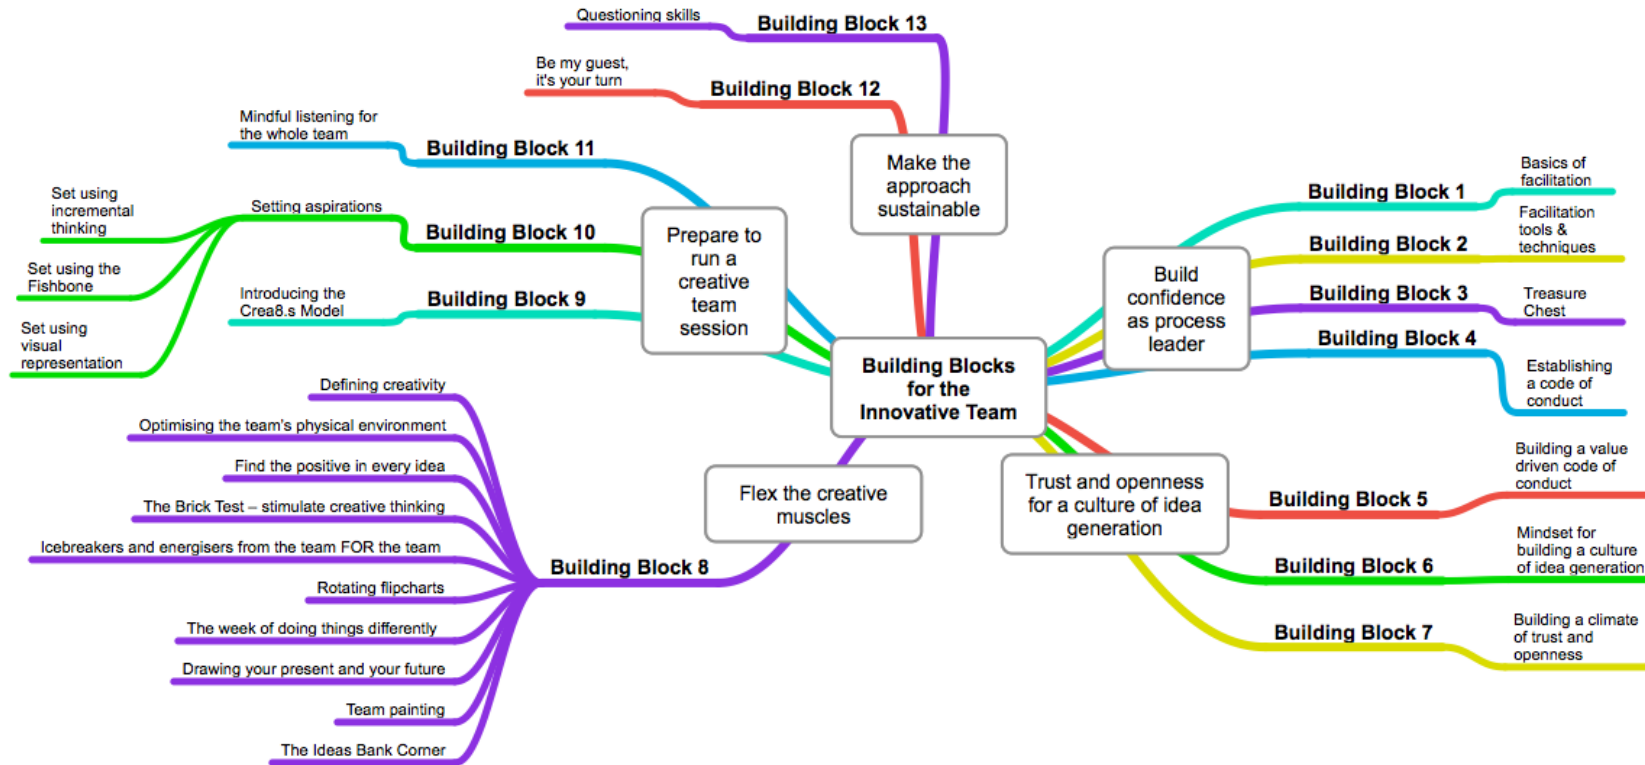 Questioning skills
Building Block 13
Be my guest,
it's your turn
Building Block 12
Make the
approach
sustainable
Mindful listening for
the whole team
Building Block 11
Set using
incremental
thinking
Setting aspirations
Building Block 10
Set using the
Fishbone
Set using
visual
representation
Introducing the
Crea8.s Model
Building Block 9
Prepare to
run a
creative
team
session
Building Blocks
for the
Innovative Team
Build
confidence
as process
leader
Building Block 1
Basics of
facilitation
Building Block 2
Facilitation
tools &
techniques
Building Block 3
Treasure
Chest
Building Block 4
Establishing
a code of
conduct
Trust and openness
for a culture of idea
generation
Building Block 5
Building a value
driven code of
conduct
Building Block 6
Mindset for
building a culture
of idea generation
Building Block 7
Building a climate
of trust and
openness
Flex the creative
muscles
Building Block 8
Defining creativity
Optimising the team's physical environment
Find the positive in every idea
The Brick Test – stimulate creative thinking
Icebreakers and energisers from the team FOR the team
Rotating flipcharts
The week of doing things differently
Drawing your present and your future
Team painting
The Ideas Bank Corner